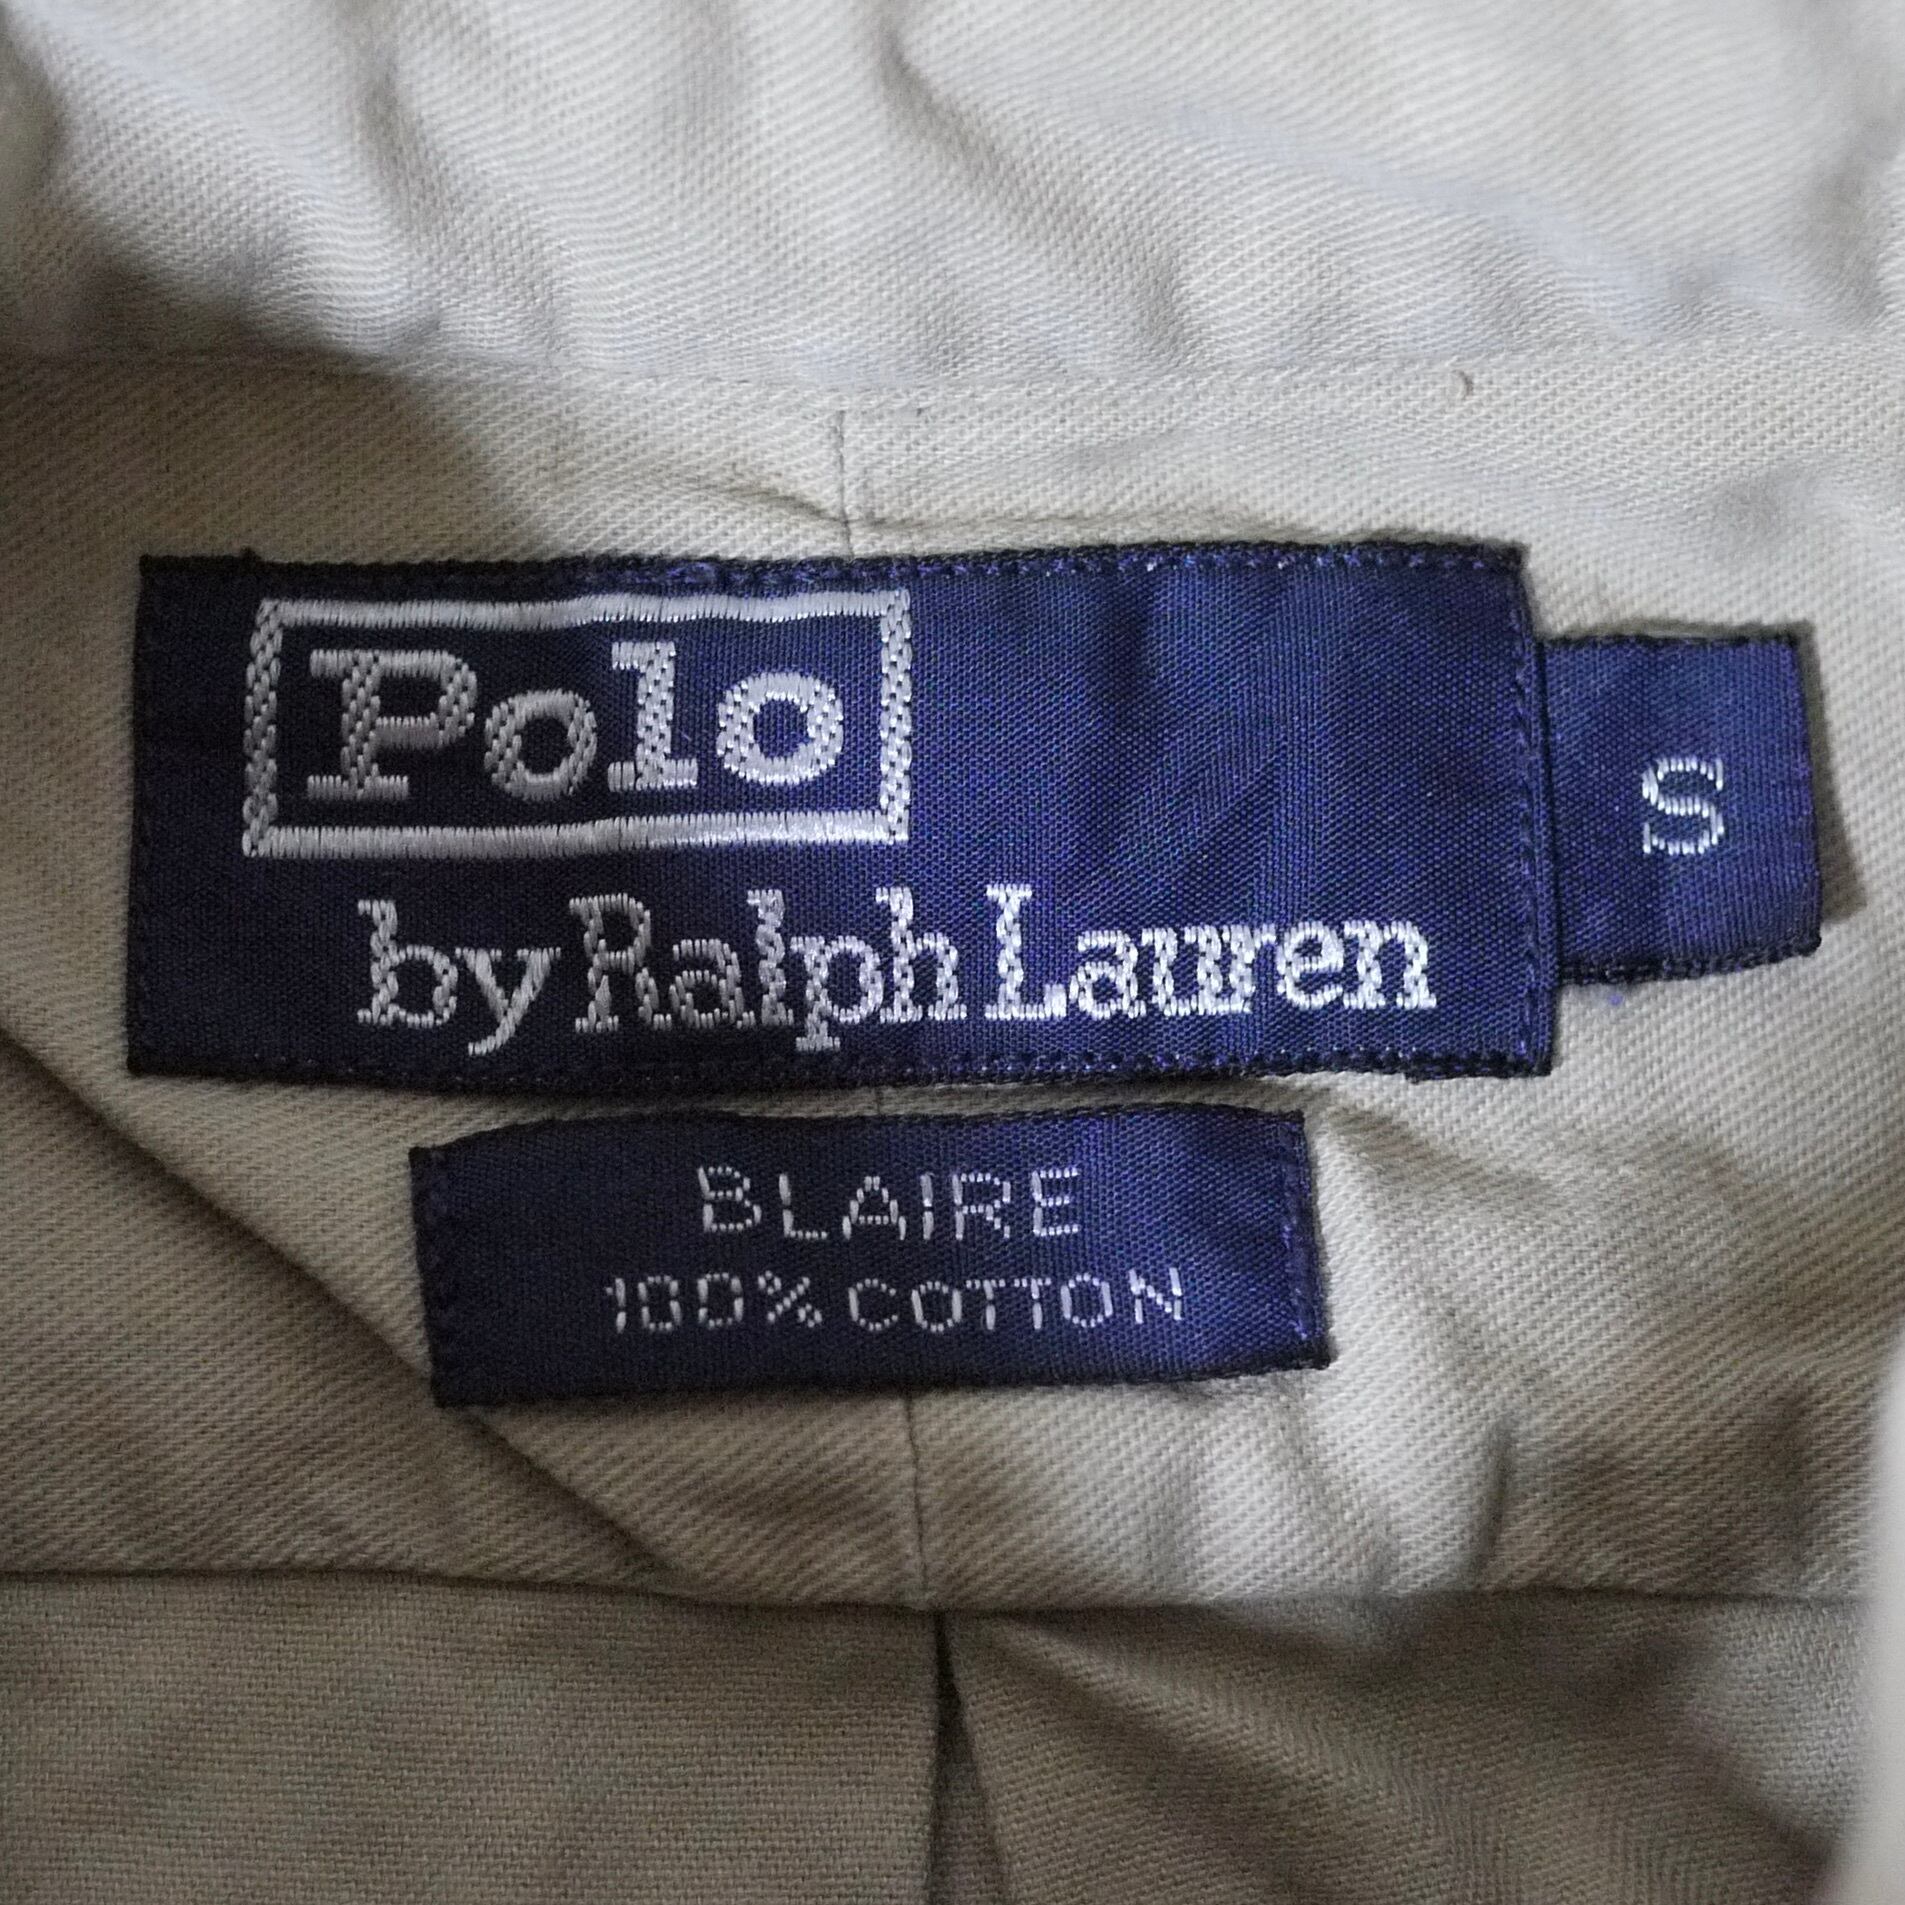 Polo
by Ralph Lauren
S
BLAIRE
100% COTTON